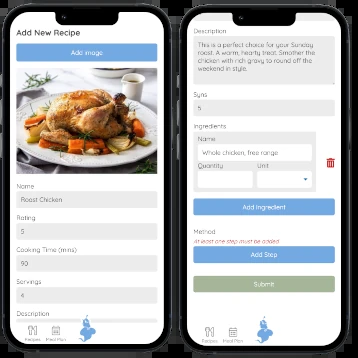 Add New Recipe
Add image
Name
Roast Chicken
Rating
5
Cooking Time (mins)
90
Servings
4
Description
Recipes
Meal Plan
Description
This is a perfect choice for your Sunday
roast. A warm, hearty treat. Smother the
chicken with rich gravy to round off the
weekend in style.
Syns
5
Ingredients
Name
Whole chicken, free range
Quantity
Unit
Add Ingredient
Method
At least one step must be added
Add Step
Submit
Recipes
Meal Plan